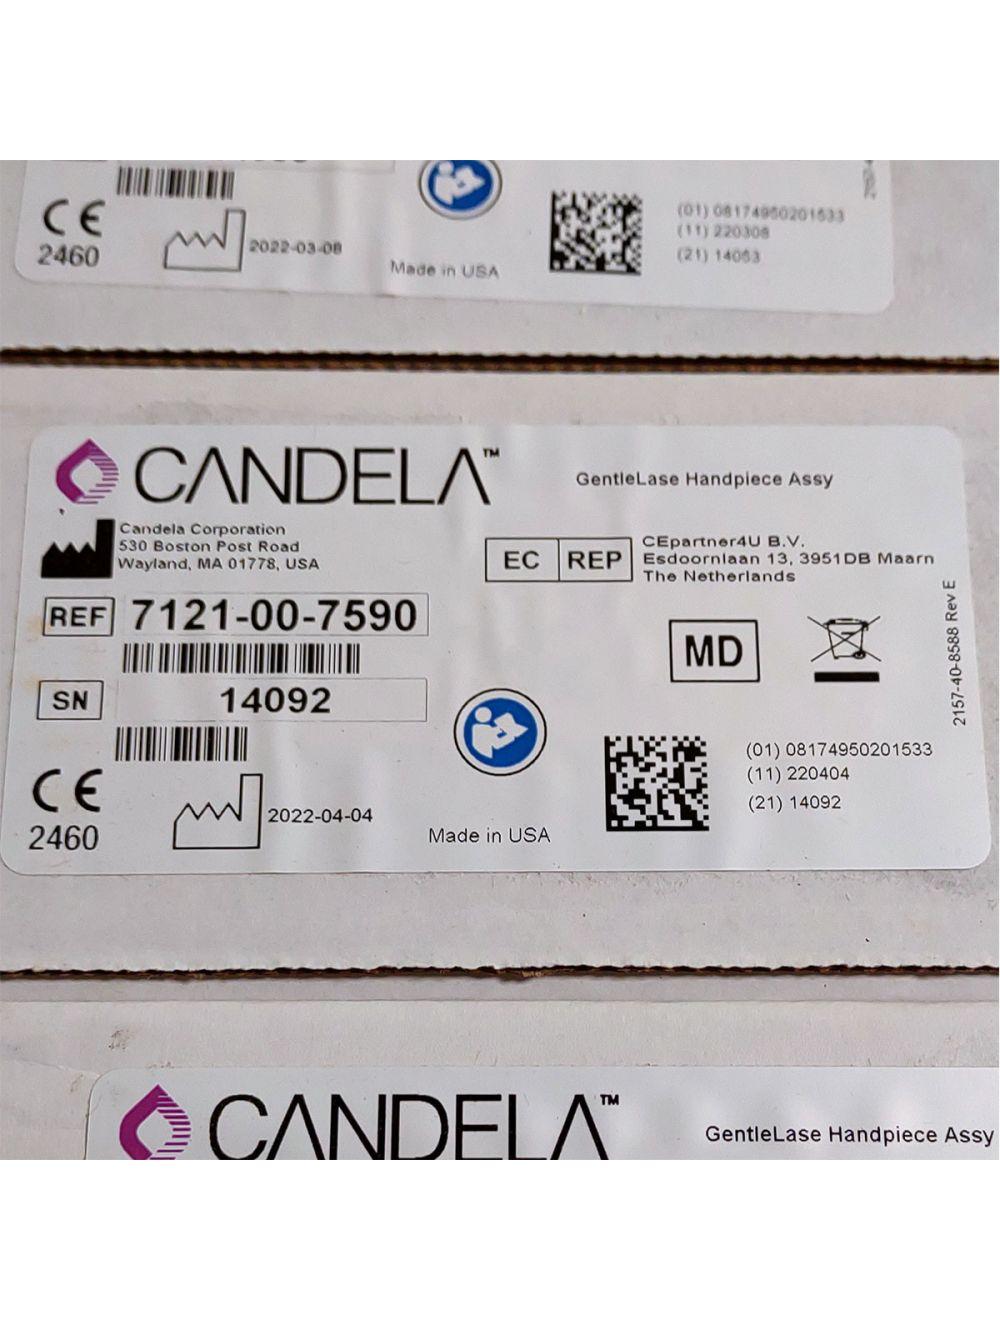 CE
2460
2022-03-08
Made in USA
(01) 08174950201533
(11) 220308
(21) 14053
CANDELA™
GentleLase Handpiece Assy
Candela Corporation
530 Boston Post Road
Wayland, MA 01778, USA
EC REP
CEpartner4U B.V.
Esdoornlaan 13, 3951DB Maarn
The Netherlands
REF 7121-00-7590
MD
SN 14092
2157-40-8588 Rev E
CE
2460
2022-04-04
Made in USA
(01) 08174950201533
(11) 220404
(21) 14092
CANDELA™
GentleLase Handpiece Assy